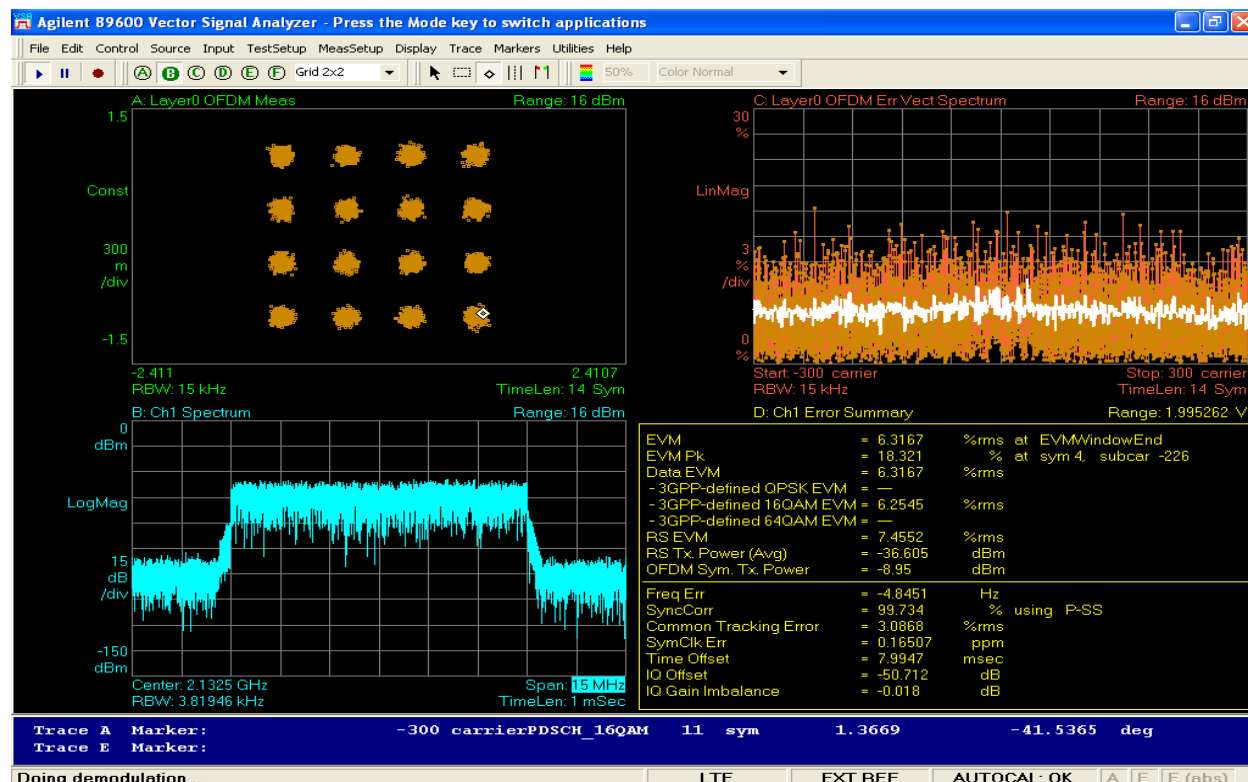 Agilent 89600 Vector Signal Analyzer - Press the Mode key to switch applications
File Edit Control Source Input TestSetup MeasSetup Display Trace Markers Utilities Help
A B C D E F Grid 2x2 50% Color Normal
A: Layer0 OFDM Meas Range: 16 dBm
1.5
Const
300
m
/div
-1.5
-2.411 2.4107
RBW: 15 kHz TimeLen: 14 Sym
C: Layer0 OFDM Err Vect Spectrum Range: 16 dBm
30
%
LinMag
3
%
/div
0
%
Start: -300 carrier Stop: 300 carrier
RBW: 15 kHz TimeLen: 14 Sym
B: Ch1 Spectrum Range: 16 dBm
0
dBm
LogMag
15
dB
/div
-150
dBm
Center: 2.1325 GHz Span: 15 MHz
RBW: 3.81946 kHz TimeLen: 1 mSec
D: Ch1 Error Summary Range: 1.995262 V
EVM = 6.3167 %rms at EVMWindowEnd
EVM Pk = 18.321 % at sym 4, subcar -226
Data EVM = 6.3167 %rms
- 3GPP-defined QPSK EVM = —
- 3GPP-defined 16QAM EVM = 6.2545 %rms
- 3GPP-defined 64QAM EVM = —
RS EVM = 7.4552 %rms
RS Tx. Power (Avg) = -36.605 dBm
OFDM Sym. Tx. Power = -8.95 dBm
Freq Err = -4.8451 Hz
SyncCorr = 99.734 % using P-SS
Common Tracking Error = 3.0868 %rms
SymClk Err = 0.16507 ppm
Time Offset = 7.9947 msec
IQ Offset = -50.712 dB
IQ Gain Imbalance = -0.018 dB
Trace A Marker: -300 carrierPDSCH_16QAM 11 sym 1.3669 -41.5365 deg
Trace E Marker:
Doing demodulation... LTE EXT REF AUTOCAL: OK A E E (abs)